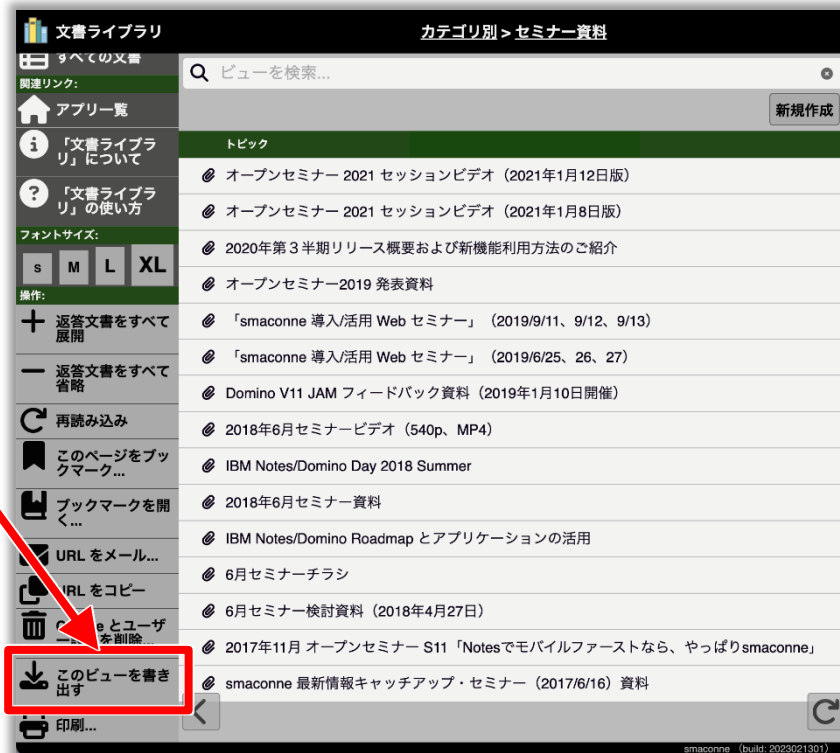 文書ライブラリ
カテゴリ別 > セミナー資料
すべての文書
関連リンク:
アプリ一覧
「文書ライブラ
リ」について
「文書ライブラ
リ」の使い方
フォントサイズ:
S M L XL
操作:
返答文書をすべて
展開
返答文書をすべて
省略
再読み込み
このページをブッ
クマーク...
ブックマークを開
く...
URL をメール...
URL をコピー
とユーザ
を削除...
このビューを書き
出す
印刷...
ビューを検索...
新規作成
トピック
オープンセミナー 2021 セッションビデオ（2021年1月12日版）
オープンセミナー 2021 セッションビデオ（2021年1月8日版）
2020年第３半期リリース概要および新機能利用方法のご紹介
オープンセミナー2019 発表資料
「smaconne 導入/活用 Web セミナー」（2019/9/11、9/12、9/13）
「smaconne 導入/活用 Web セミナー」（2019/6/25、26、27）
Domino V11 JAM フィードバック資料（2019年1月10日開催）
2018年6月セミナービデオ（540p、MP4）
IBM Notes/Domino Day 2018 Summer
2018年6月セミナー資料
IBM Notes/Domino Roadmap とアプリケーションの活用
6月セミナーチラシ
6月セミナー検討資料（2018年4月27日）
2017年11月 オープンセミナー S11「Notesでモバイルファーストなら、やっぱりsmaconne」
smaconne 最新情報キャッチアップ・セミナー（2017/6/16）資料
smaconne （build: 2023021301）